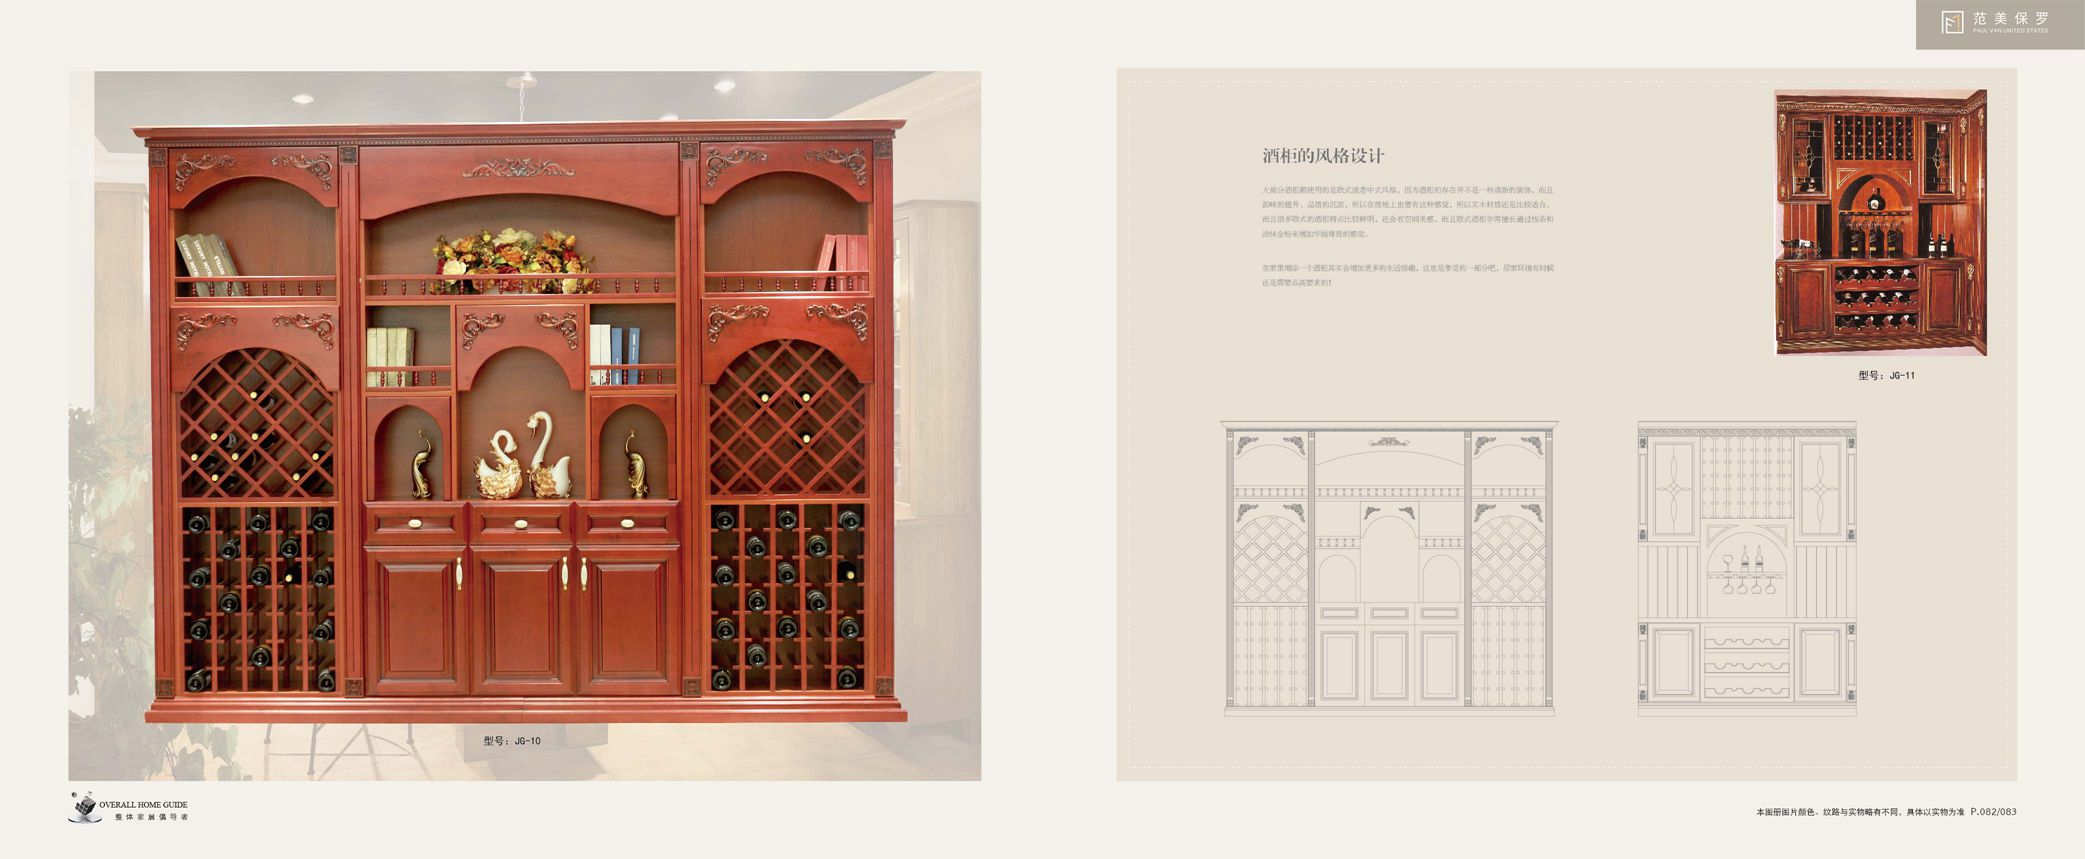 范美保罗
PAUL VAN UNITED STATES
酒柜的风格设计
大部分酒柜都使用的是欧式或者中式风格，因为酒柜的存在并不是一种清新的装饰，而且
韵味的提升、品质的沉淀，所以在质地上也要有这种感觉，所以实木材质还是比较适合。
而且很多欧式的酒柜特点比较鲜明，还会有空间美感，而且欧式酒柜非常擅长通过线条和
涂抹金粉来增加华丽尊贵的感觉。
在家里增添一个酒柜其实会增加更多的生活情趣，这也是享受的一部分吧，居家环境有时候
还是需要点高要求的！
型号：JG-11
型号：JG-10
OVERALL HOME GUIDE
整体家居倡导者
本图册图片颜色、纹路与实物略有不同，具体以实物为准 P.082/083